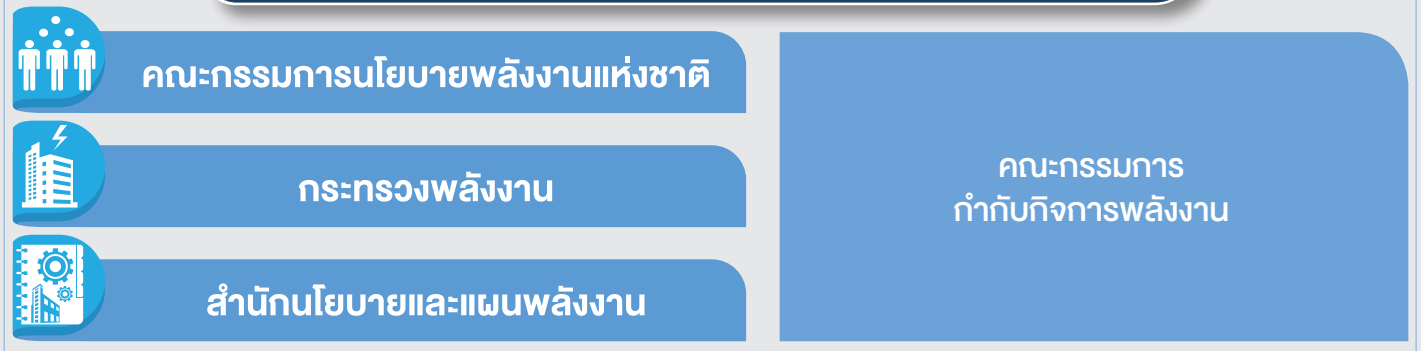 คณะกรรมการนโยบายพลังงานแห่งชาติ
กระทรวงพลังงาน
สำนักนโยบายและแผนพลังงาน
คณะกรรมการ
กำกับกิจการพลังงาน